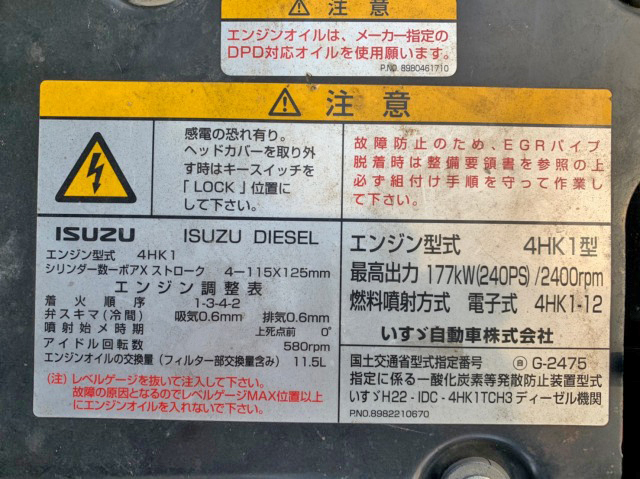 ⚠ 注意
エンジンオイルは、メーカー指定の
DPD対応オイルを使用願います。
P.NO. 8980461710
⚠ 注意
感電の恐れ有り。
ヘッドカバーを取り外
す時はキースイッチを
「LOCK」位置に
して下さい。
故障防止のため、EGRパイプ
脱着時は整備要領書を参照の上
必ず組付け手順を守って作業し
て下さい。
ISUZU ISUZU DIESEL
エンジン型式 4HK1
シリンダー数ーボアX ストローク 4－115X125mm
エンジン調整表
着火順序 1-3-4-2
弁スキマ(冷間) 吸気0.6mm 排気0.6mm
噴射始メ時期 上死点前 0°
アイドル回転数 580rpm
エンジンオイルの交換量(フィルター部交換量含み) 11.5L
(注) レベルゲージを抜いて注入して下さい。
故障の原因となるのでレベルゲージMAX位置以上
にエンジンオイルを入れないで下さい。
エンジン型式 4HK1型
最高出力 177kW(240PS)/2400rpm
燃料噴射方式 電子式 4HK1-12
いすゞ自動車株式会社
国土交通省型式指定番号 G-2475
指定に係る一酸化炭素等発散防止装置型式
いすゞH22 - IDC - 4HK1TCH3 ディーゼル機関
P.NO.8982210670